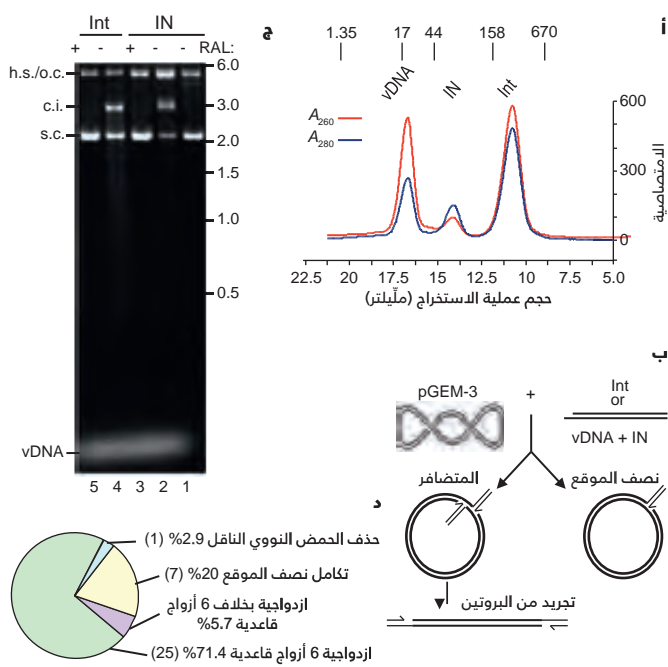 أ
1.35 17 44 158 670
vDNA IN Int
A260
A280
600
300
0
الامتصاصية
22.5 20 17.5 15 12.5 10 7.5 5.0
حجم عملية الاستخراج (ملّيلتر)
ب
pGEM-3
+
Int
or
vDNA + IN
المتضافر
نصف الموقع
تجريد من البروتين
ج
Int IN
+ - + - - RAL:
h.s./o.c.
c.i.
s.c.
vDNA
6.0
3.0
2.0
1.5
1.0
0.5
5 4 3 2 1
د
حذف الحمض النووي الناقل 2.9% (1)
تكامل نصف الموقع 20% (7)
ازدواجية بخلاف 6 أزواج
قاعدية 5.7%
ازدواجية 6 أزواج قاعدية 71.4% (25)